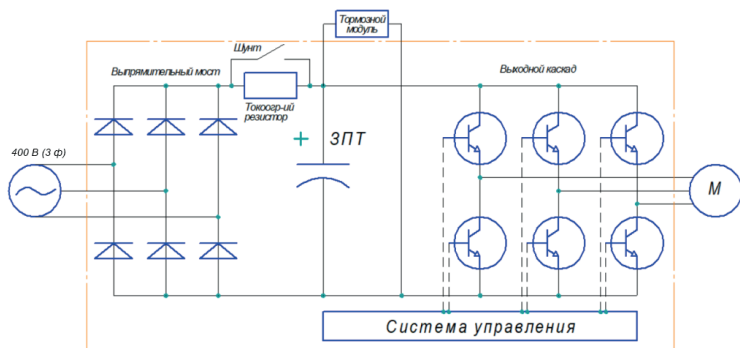 Тормозной
модуль
Шунт
Выпрямительный мост
Выходной каскад
Токоогр-ий
резистор
+
ЗПТ
400 В (3 ф)
М
Система управления